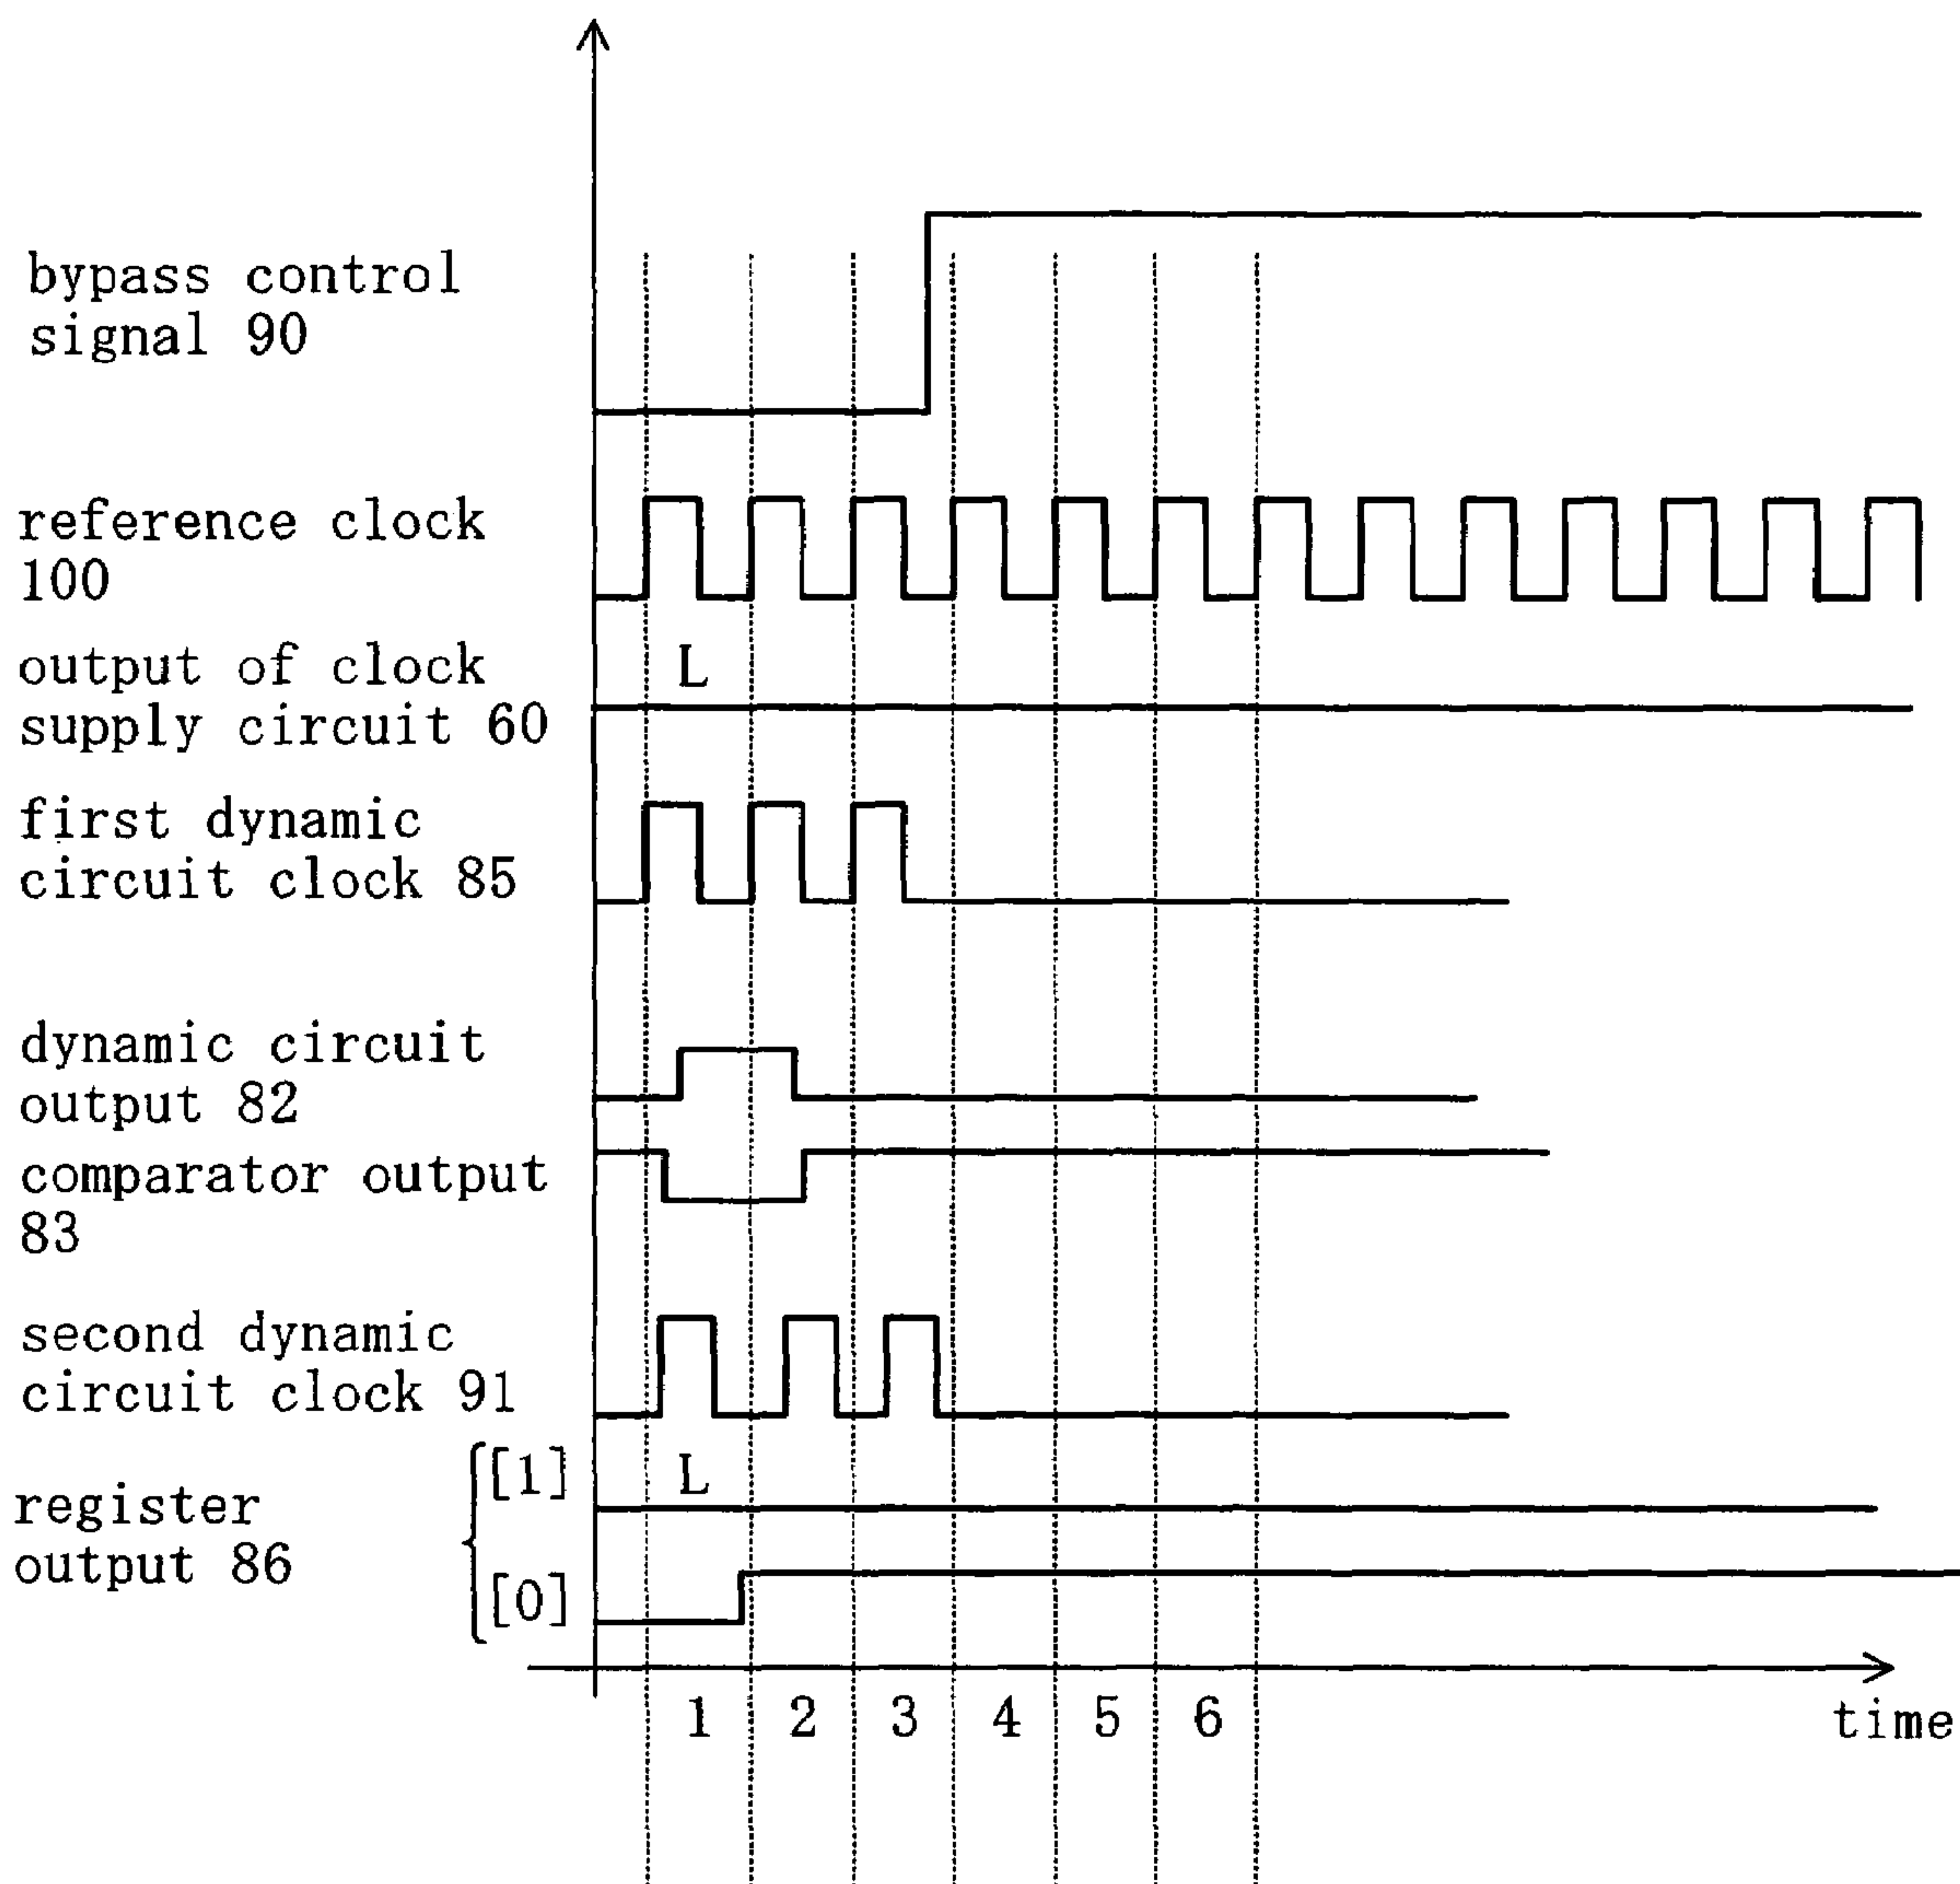 bypass control
signal 90
reference clock
100
output of clock
supply circuit 60
L
first dynamic
circuit clock 85
dynamic circuit
output 82
comparator output
83
second dynamic
circuit clock 91
register
output 86
[1]
L
[0]
1 2 3 4 5 6
time